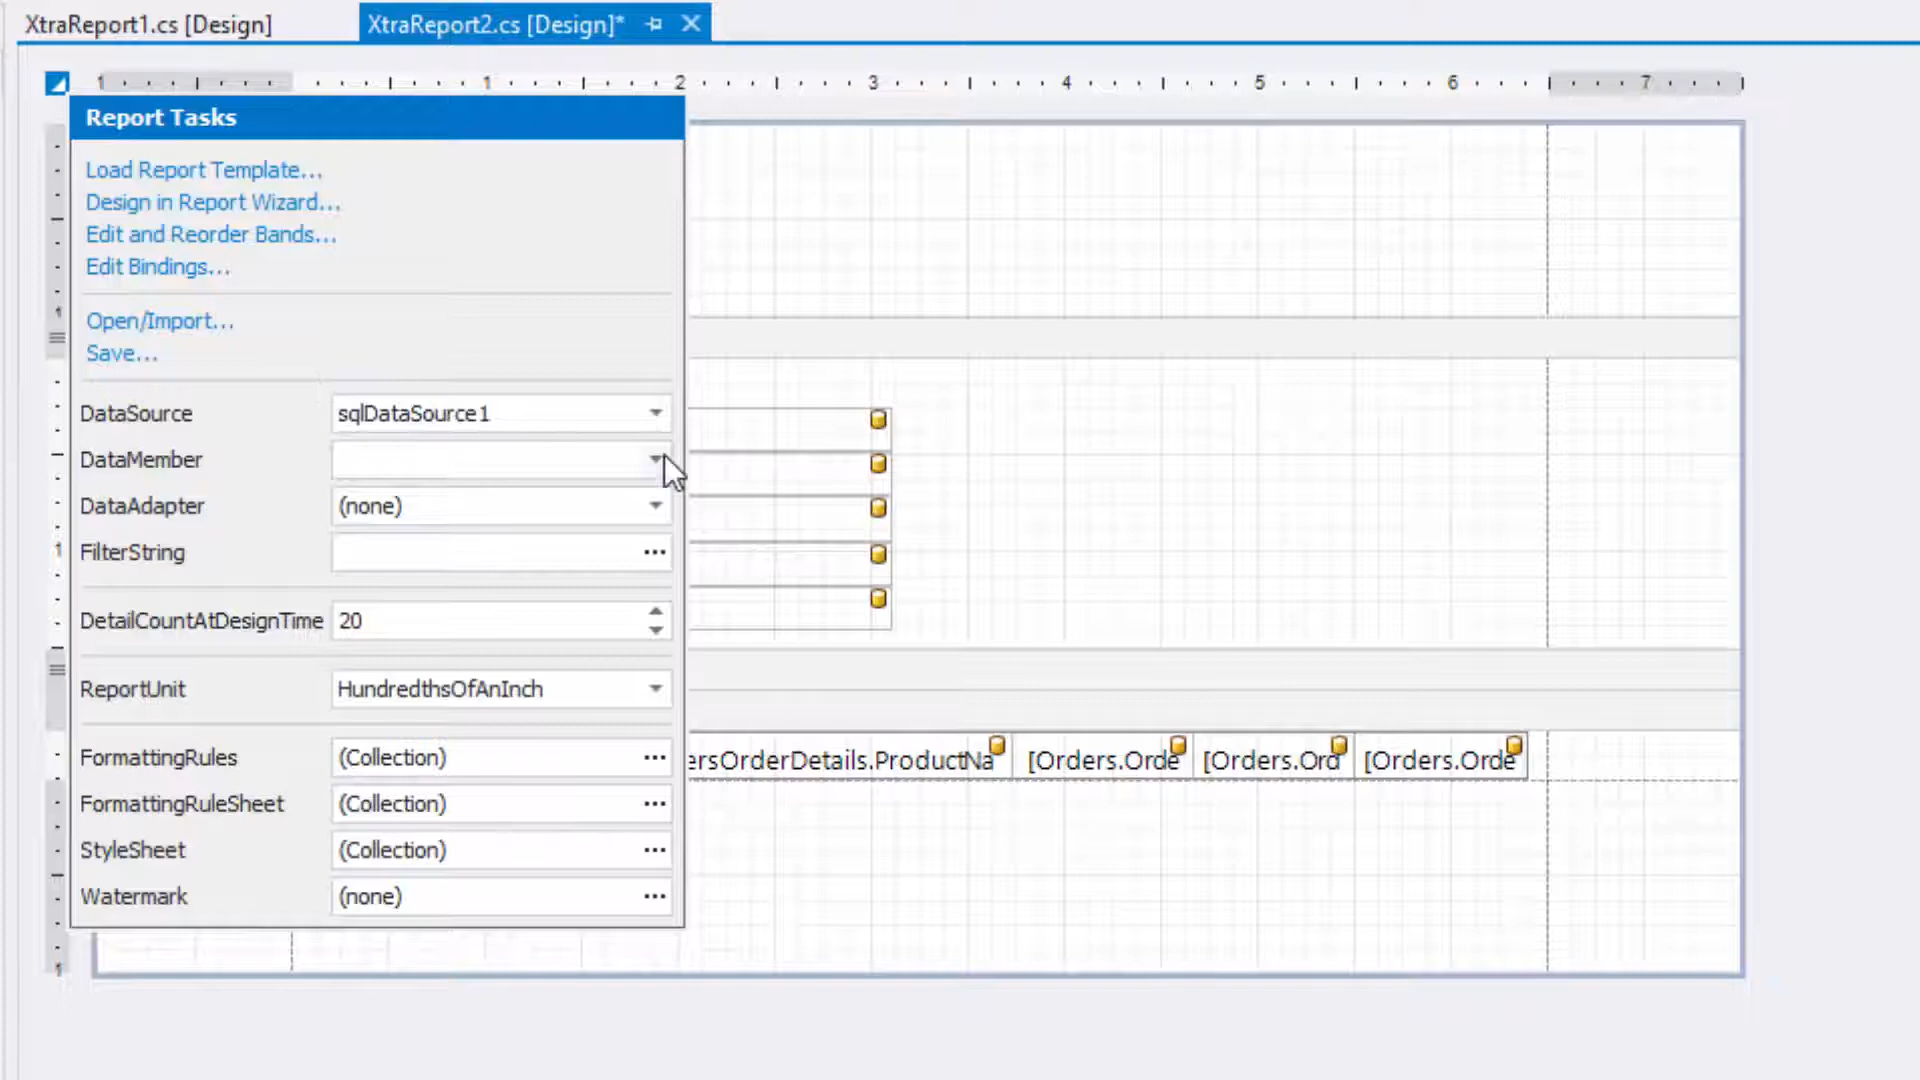 XtraReport1.cs [Design]
XtraReport2.cs [Design]*
1 1 2 3 4 5 6 7
Report Tasks
Load Report Template...
Design in Report Wizard...
Edit and Reorder Bands...
Edit Bindings...
1
Open/Import...
Save...
DataSource sqlDataSource1
DataMember
DataAdapter (none)
1
FilterString
DetailCountAtDesignTime 20
ReportUnit HundredthsOfAnInch
FormattingRules (Collection)
ersOrderDetails.ProductNa [Orders.Orde [Orders.Ord [Orders.Orde
FormattingRuleSheet (Collection)
StyleSheet (Collection)
Watermark (none)
1